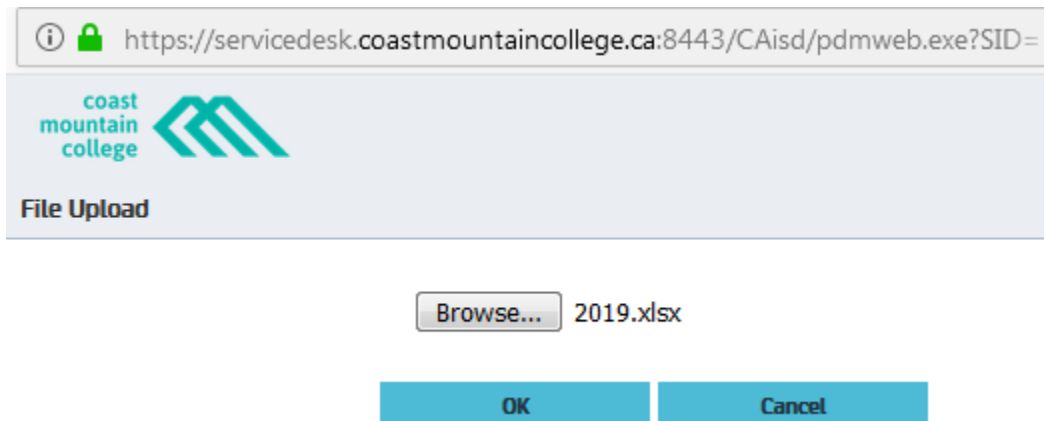 https://servicedesk.coastmountaincollege.ca:8443/CAisd/pdmweb.exe?SID=
coast
mountain
college
File Upload
Browse... 2019.xlsx
OK Cancel